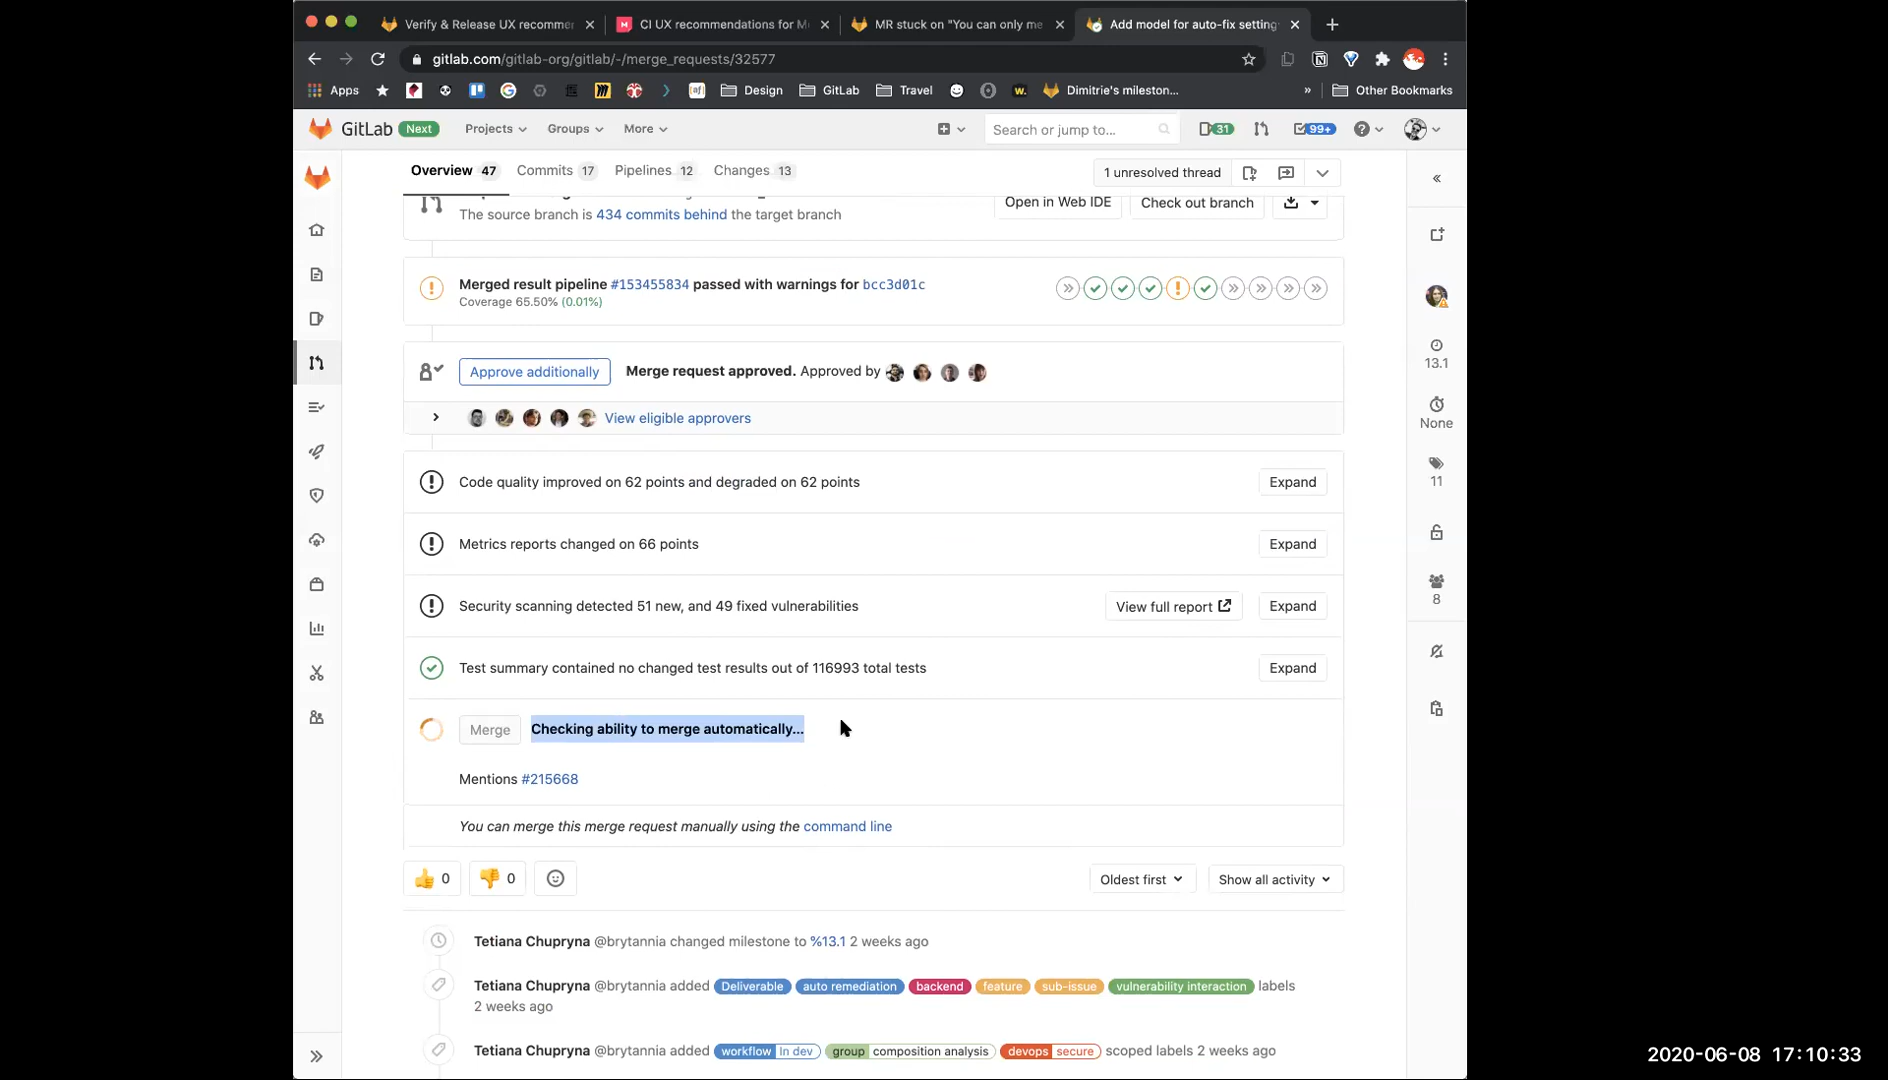 Verify & Release UX recommer
CI UX recommendations for M
MR stuck on "You can only me
Add model for auto-fix setting
gitlab.com/gitlab-org/gitlab/-/merge_requests/32577
Apps
Design
GitLab
Travel
w.
Dimitrie's mileston...
»
Other Bookmarks
GitLab Next
Projects
Groups
More
Search or jump to...
31
99+
Overview 47
Commits 17
Pipelines 12
Changes 13
1 unresolved thread
The source branch is 434 commits behind the target branch
Open in Web IDE
Check out branch
Merged result pipeline #153455834 passed with warnings for bcc3d01c
Coverage 65.50% (0.01%)
Approve additionally
Merge request approved. Approved by
View eligible approvers
Code quality improved on 62 points and degraded on 62 points
Expand
Metrics reports changed on 66 points
Expand
Security scanning detected 51 new, and 49 fixed vulnerabilities
View full report
Expand
Test summary contained no changed test results out of 116993 total tests
Expand
Merge
Checking ability to merge automatically...
Mentions #215668
You can merge this merge request manually using the command line
👍 0
👎 0
Oldest first
Show all activity
Tetiana Chupryna @brytannia changed milestone to %13.1 2 weeks ago
Tetiana Chupryna @brytannia added Deliverable auto remediation backend feature sub-issue vulnerability interaction labels
2 weeks ago
Tetiana Chupryna @brytannia added workflow In dev group composition analysis devops secure scoped labels 2 weeks ago
13.1
None
11
8
2020-06-08 17:10:33